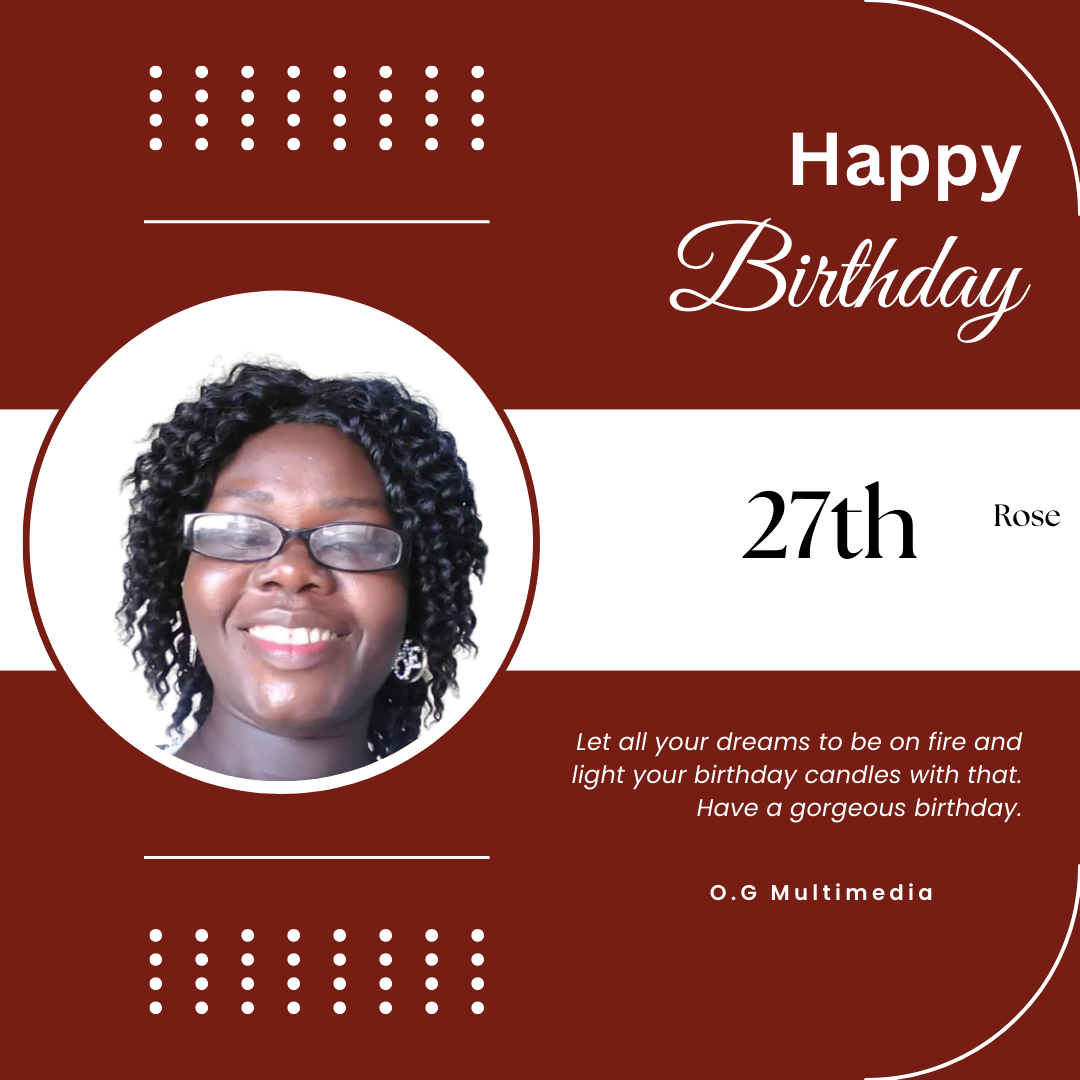 Happy
Birthday
27th
Rose
Let all your dreams to be on fire and
light your birthday candles with that.
Have a gorgeous birthday.
O.G Multimedia